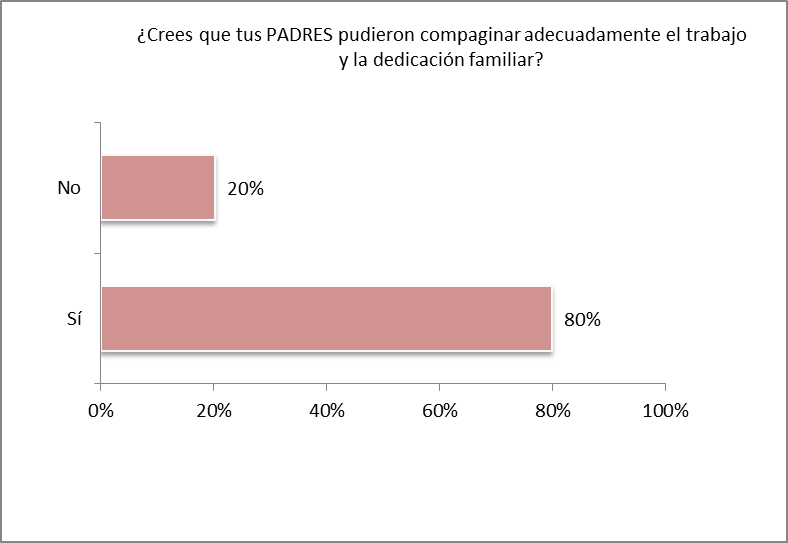 ¿Crees que tus PADRES pudieron compaginar adecuadamente el trabajo
y la dedicación familiar?
No
20%
Sí
80%
0%
20%
40%
60%
80%
100%